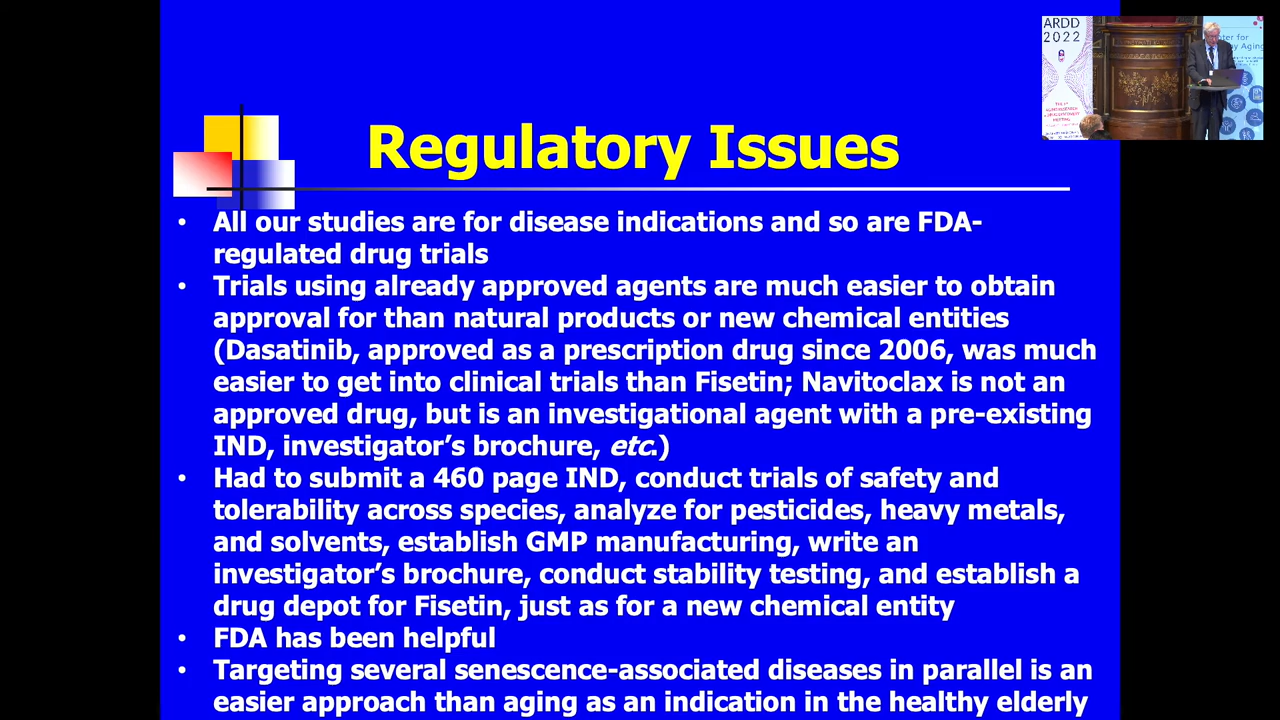 Regulatory Issues
• All our studies are for disease indications and so are FDA-
regulated drug trials
• Trials using already approved agents are much easier to obtain
approval for than natural products or new chemical entities
(Dasatinib, approved as a prescription drug since 2006, was much
easier to get into clinical trials than Fisetin; Navitoclax is not an
approved drug, but is an investigational agent with a pre-existing
IND, investigator's brochure, etc.)
• Had to submit a 460 page IND, conduct trials of safety and
tolerability across species, analyze for pesticides, heavy metals,
and solvents, establish GMP manufacturing, write an
investigator's brochure, conduct stability testing, and establish a
drug depot for Fisetin, just as for a new chemical entity
• FDA has been helpful
• Targeting several senescence-associated diseases in parallel is an
easier approach than aging as an indication in the healthy elderly
ARDD
2022
for
Aging